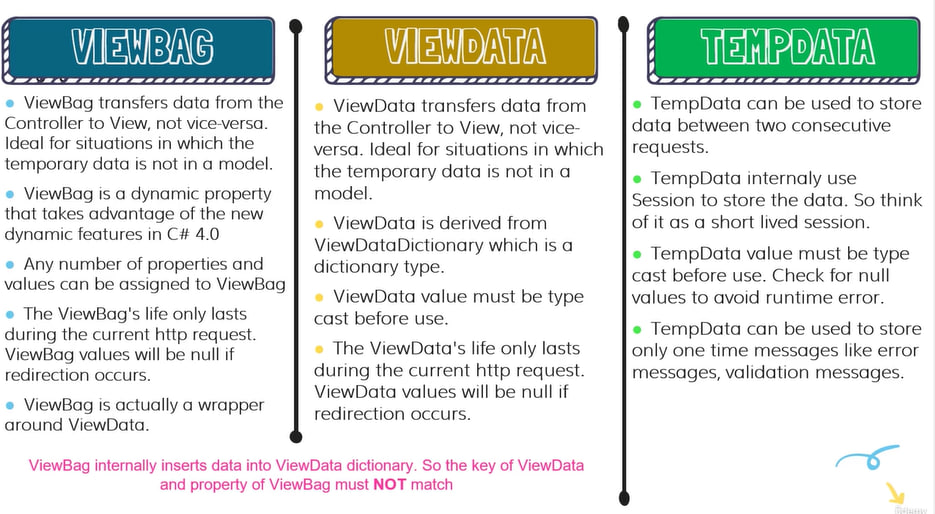 VIEWBAG
ViewBag transfers data from the
Controller to View, not vice-versa.
Ideal for situations in which the
temporary data is not in a model.
ViewBag is a dynamic property
that takes advantage of the new
dynamic features in C# 4.0
Any number of properties and
values can be assigned to ViewBag
The ViewBag's life only lasts
during the current http request.
ViewBag values will be null if
redirection occurs.
ViewBag is actually a wrapper
around ViewData.
VIEWDATA
ViewData transfers data from
the Controller to View, not vice-
versa. Ideal for situations in which
the temporary data is not in a
model.
ViewData is derived from
ViewDataDictionary which is a
dictionary type.
ViewData value must be type
cast before use.
The ViewData's life only lasts
during the current http request.
ViewData values will be null if
redirection occurs.
TEMPDATA
TempData can be used to store
data between two consecutive
requests.
TempData internaly use
Session to store the data. So think
of it as a short lived session.
TempData value must be type
cast before use. Check for null
values to avoid runtime error.
TempData can be used to store
only one time messages like error
messages, validation messages.
ViewBag internally inserts data into ViewData dictionary. So the key of ViewData
and property of ViewBag must NOT match
Udemy